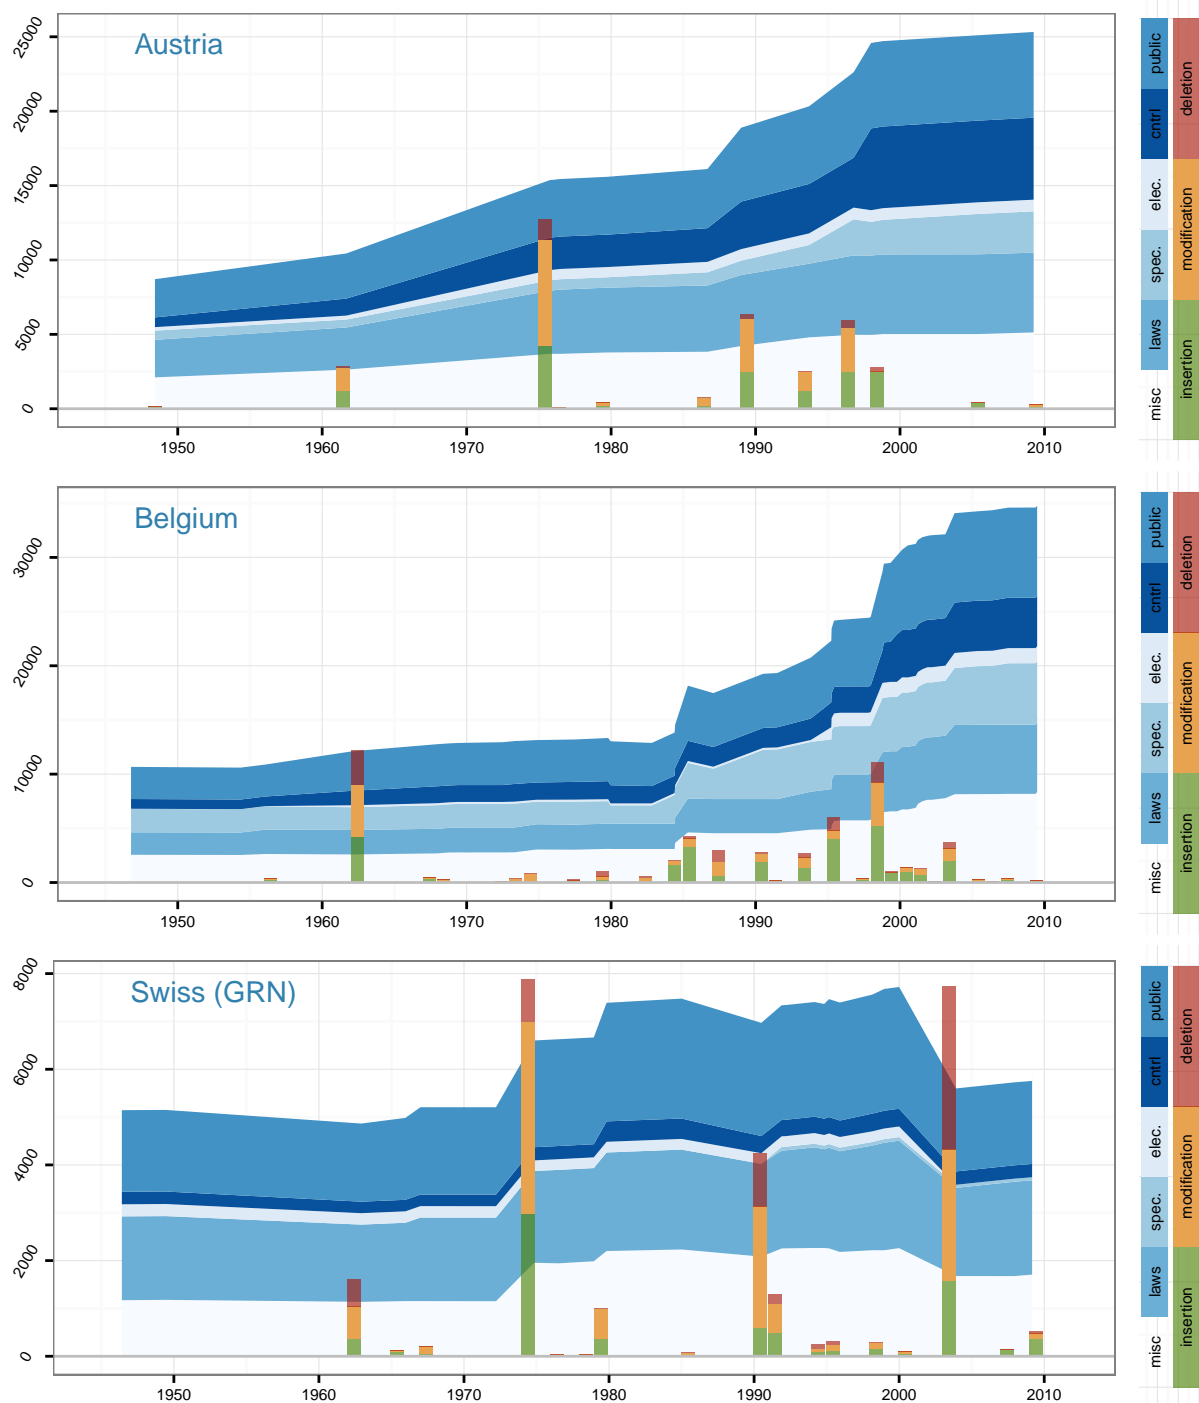 Austria
25000
20000
15000
10000
5000
0
1950 1960 1970 1980 1990 2000 2010
public
cntrl
elec.
spec.
laws
misc
deletion
modification
insertion
Belgium
30000
20000
10000
0
1950 1960 1970 1980 1990 2000 2010
public
cntrl
elec.
spec.
laws
misc
deletion
modification
insertion
Swiss (GRN)
8000
6000
4000
2000
0
1950 1960 1970 1980 1990 2000 2010
public
cntrl
elec.
spec.
laws
misc
deletion
modification
insertion